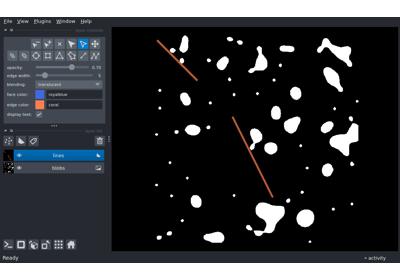 File View Plugins Window Help
opacity: 0.75
edge width: 5
blending: translucent
face color: royalblue
edge color: coral
display text:
lines
blobs
Ready
activity